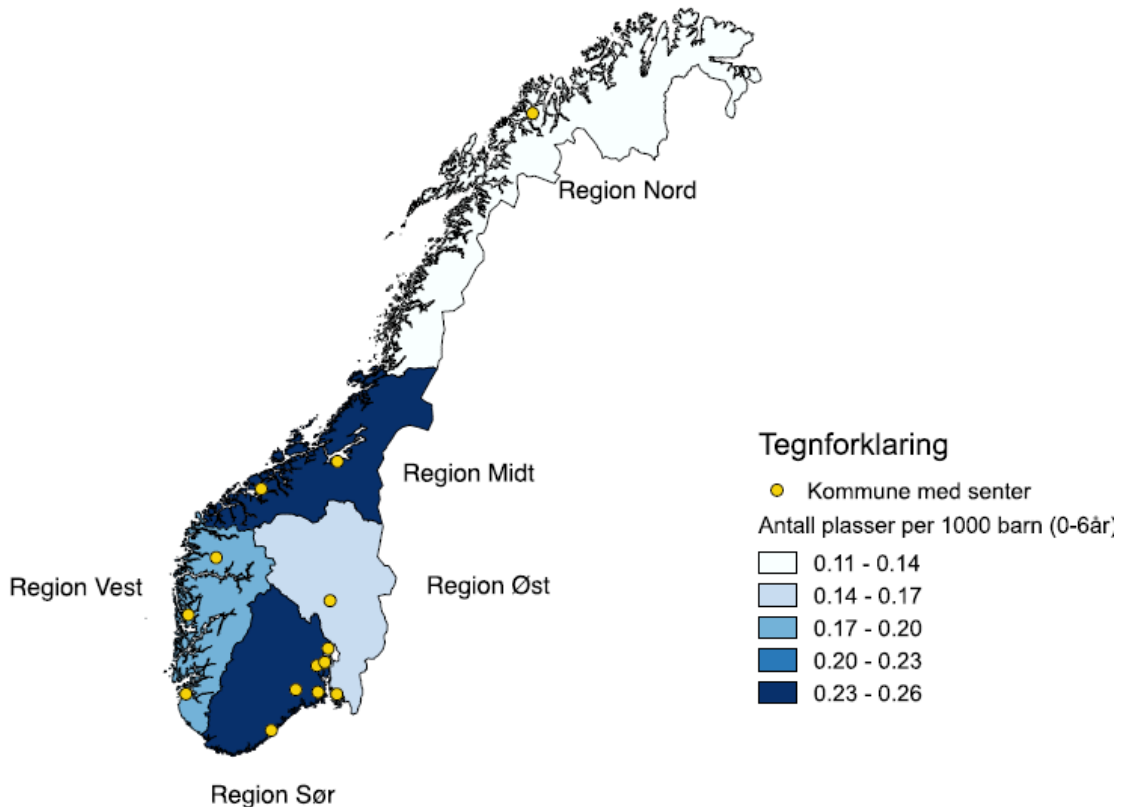 Region Nord
Region Midt
Region Vest
Region Øst
Region Sør
Tegnforklaring
Kommune med senter
Antall plasser per 1000 barn (0-6år)
0.11 - 0.14
0.14 - 0.17
0.17 - 0.20
0.20 - 0.23
0.23 - 0.26